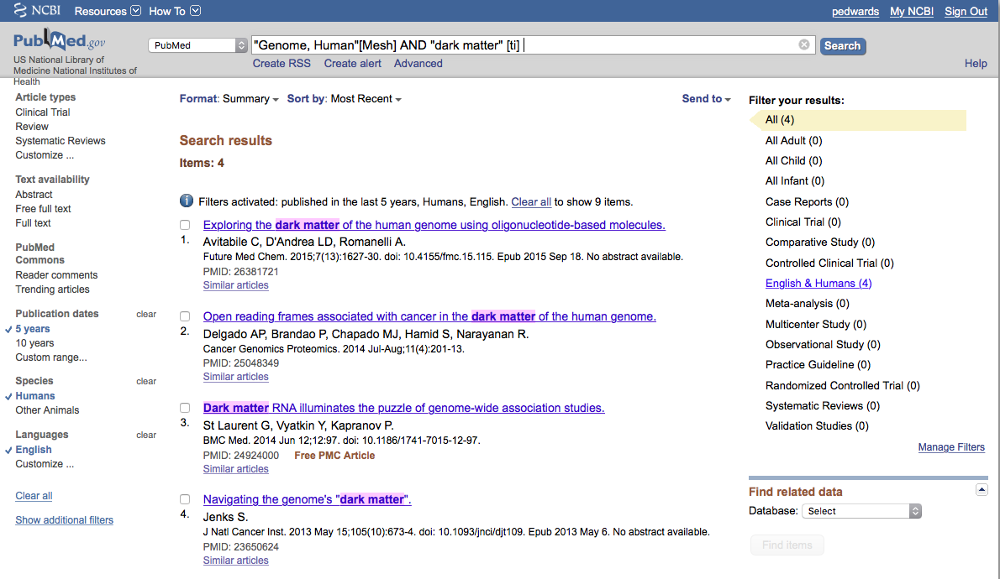 NCBI Resources How To pedwards My NCBI Sign Out
PubMed.gov
US National Library of
Medicine National Institutes of
Health
PubMed "Genome, Human"[Mesh] AND "dark matter" [ti] Search
Create RSS Create alert Advanced Help
Article types
Clinical Trial
Review
Systematic Reviews
Customize ...
Text availability
Abstract
Free full text
Full text
PubMed
Commons
Reader comments
Trending articles
Publication dates clear
5 years
10 years
Custom range...
Species clear
Humans
Other Animals
Languages clear
English
Customize ...
Clear all
Show additional filters
Format: Summary Sort by: Most Recent Send to
Search results
Items: 4
Filters activated: published in the last 5 years, Humans, English. Clear all to show 9 items.
Exploring the dark matter of the human genome using oligonucleotide-based molecules.
1. Avitabile C, D'Andrea LD, Romanelli A.
Future Med Chem. 2015;7(13):1627-30. doi: 10.4155/fmc.15.115. Epub 2015 Sep 18. No abstract available.
PMID: 26381721
Similar articles
Open reading frames associated with cancer in the dark matter of the human genome.
2. Delgado AP, Brandao P, Chapado MJ, Hamid S, Narayanan R.
Cancer Genomics Proteomics. 2014 Jul-Aug;11(4):201-13.
PMID: 25048349
Similar articles
Dark matter RNA illuminates the puzzle of genome-wide association studies.
3. St Laurent G, Vyatkin Y, Kapranov P.
BMC Med. 2014 Jun 12;12:97. doi: 10.1186/1741-7015-12-97.
PMID: 24924000 Free PMC Article
Similar articles
Navigating the genome's "dark matter".
4. Jenks S.
J Natl Cancer Inst. 2013 May 15;105(10):673-4. doi: 10.1093/jnci/djt109. Epub 2013 May 6. No abstract available.
PMID: 23650624
Similar articles
Filter your results:
All (4)
All Adult (0)
All Child (0)
All Infant (0)
Case Reports (0)
Clinical Trial (0)
Comparative Study (0)
Controlled Clinical Trial (0)
English & Humans (4)
Meta-analysis (0)
Multicenter Study (0)
Observational Study (0)
Practice Guideline (0)
Randomized Controlled Trial (0)
Systematic Reviews (0)
Validation Studies (0)
Manage Filters
Find related data
Database: Select
Find items